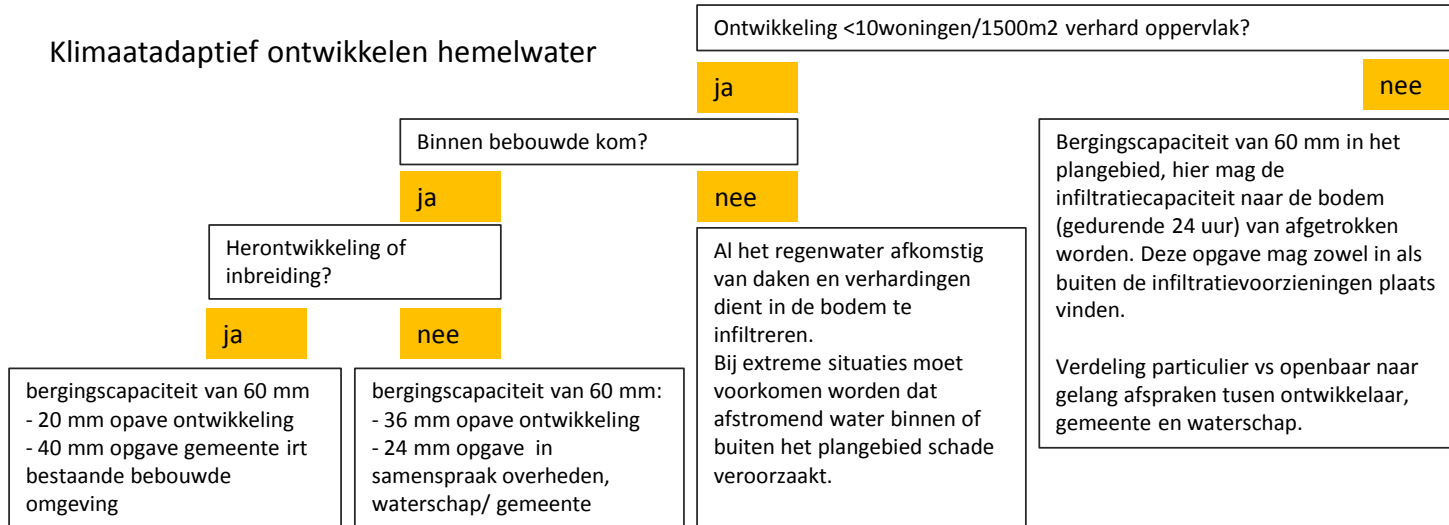 Klimaatadaptief ontwikkelen hemelwater
Ontwikkeling <10woningen/1500m2 verhard oppervlak?
ja
nee
Binnen bebouwde kom?
ja
nee
Herontwikkeling of
inbreiding?
ja
nee
bergingscapaciteit van 60 mm
- 20 mm opave ontwikkeling
- 40 mm opgave gemeente irt
bestaande bebouwde
omgeving
bergingscapaciteit van 60 mm:
- 36 mm opave ontwikkeling
- 24 mm opgave in
samenspraak overheden,
waterschap/ gemeente
Al het regenwater afkomstig
van daken en verhardingen
dient in de bodem te
infiltreren.
Bij extreme situaties moet
voorkomen worden dat
afstromend water binnen of
buiten het plangebied schade
veroorzaakt.
Bergingscapaciteit van 60 mm in het
plangebied, hier mag de
infiltratiecapaciteit naar de bodem
(gedurende 24 uur) van afgetrokken
worden. Deze opgave mag zowel in als
buiten de infiltratievoorzieningen plaats
vinden.
Verdeling particulier vs openbaar naar
gelang afspraken tusen ontwikkelaar,
gemeente en waterschap.